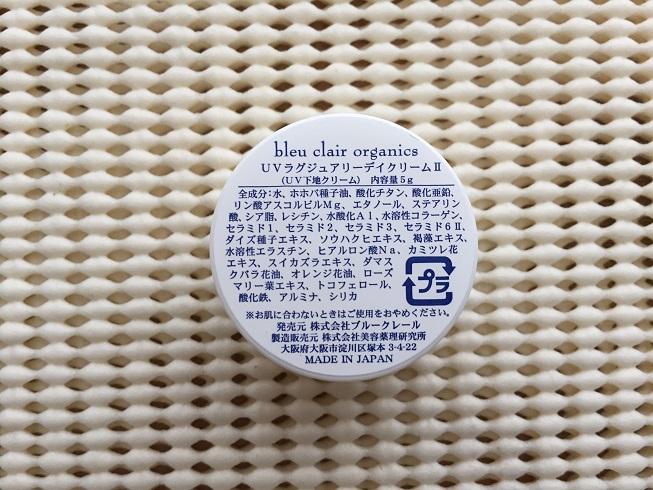 bleu clair organics
UVラグジュアリーデイクリームⅡ
(UV下地クリーム) 内容量5g
全成分:水、ホホバ種子油、酸化チタン、酸化亜鉛、
リン酸アスコルビルMg、エタノール、ステアリン
酸、シア脂、レシチン、水酸化Al、水溶性コラーゲン、
セラミド1、セラミド2、セラミド3、セラミド6Ⅱ、
ダイズ種子エキス、ソウハクヒエキス、褐藻エキス、
水溶性エラスチン、ヒアルロン酸Na、カミツレ花
エキス、スイカズラエキス、ダマス
クバラ花油、オレンジ花油、ローズ
マリー葉エキス、トコフェロール、
酸化鉄、アルミナ、シリカ
プラ
※お肌に合わないときはご使用をおやめください。
発売元 株式会社ブルークレール
製造販売元 株式会社美容薬理研究所
大阪府大阪市淀川区塚本3-4-22
MADE IN JAPAN